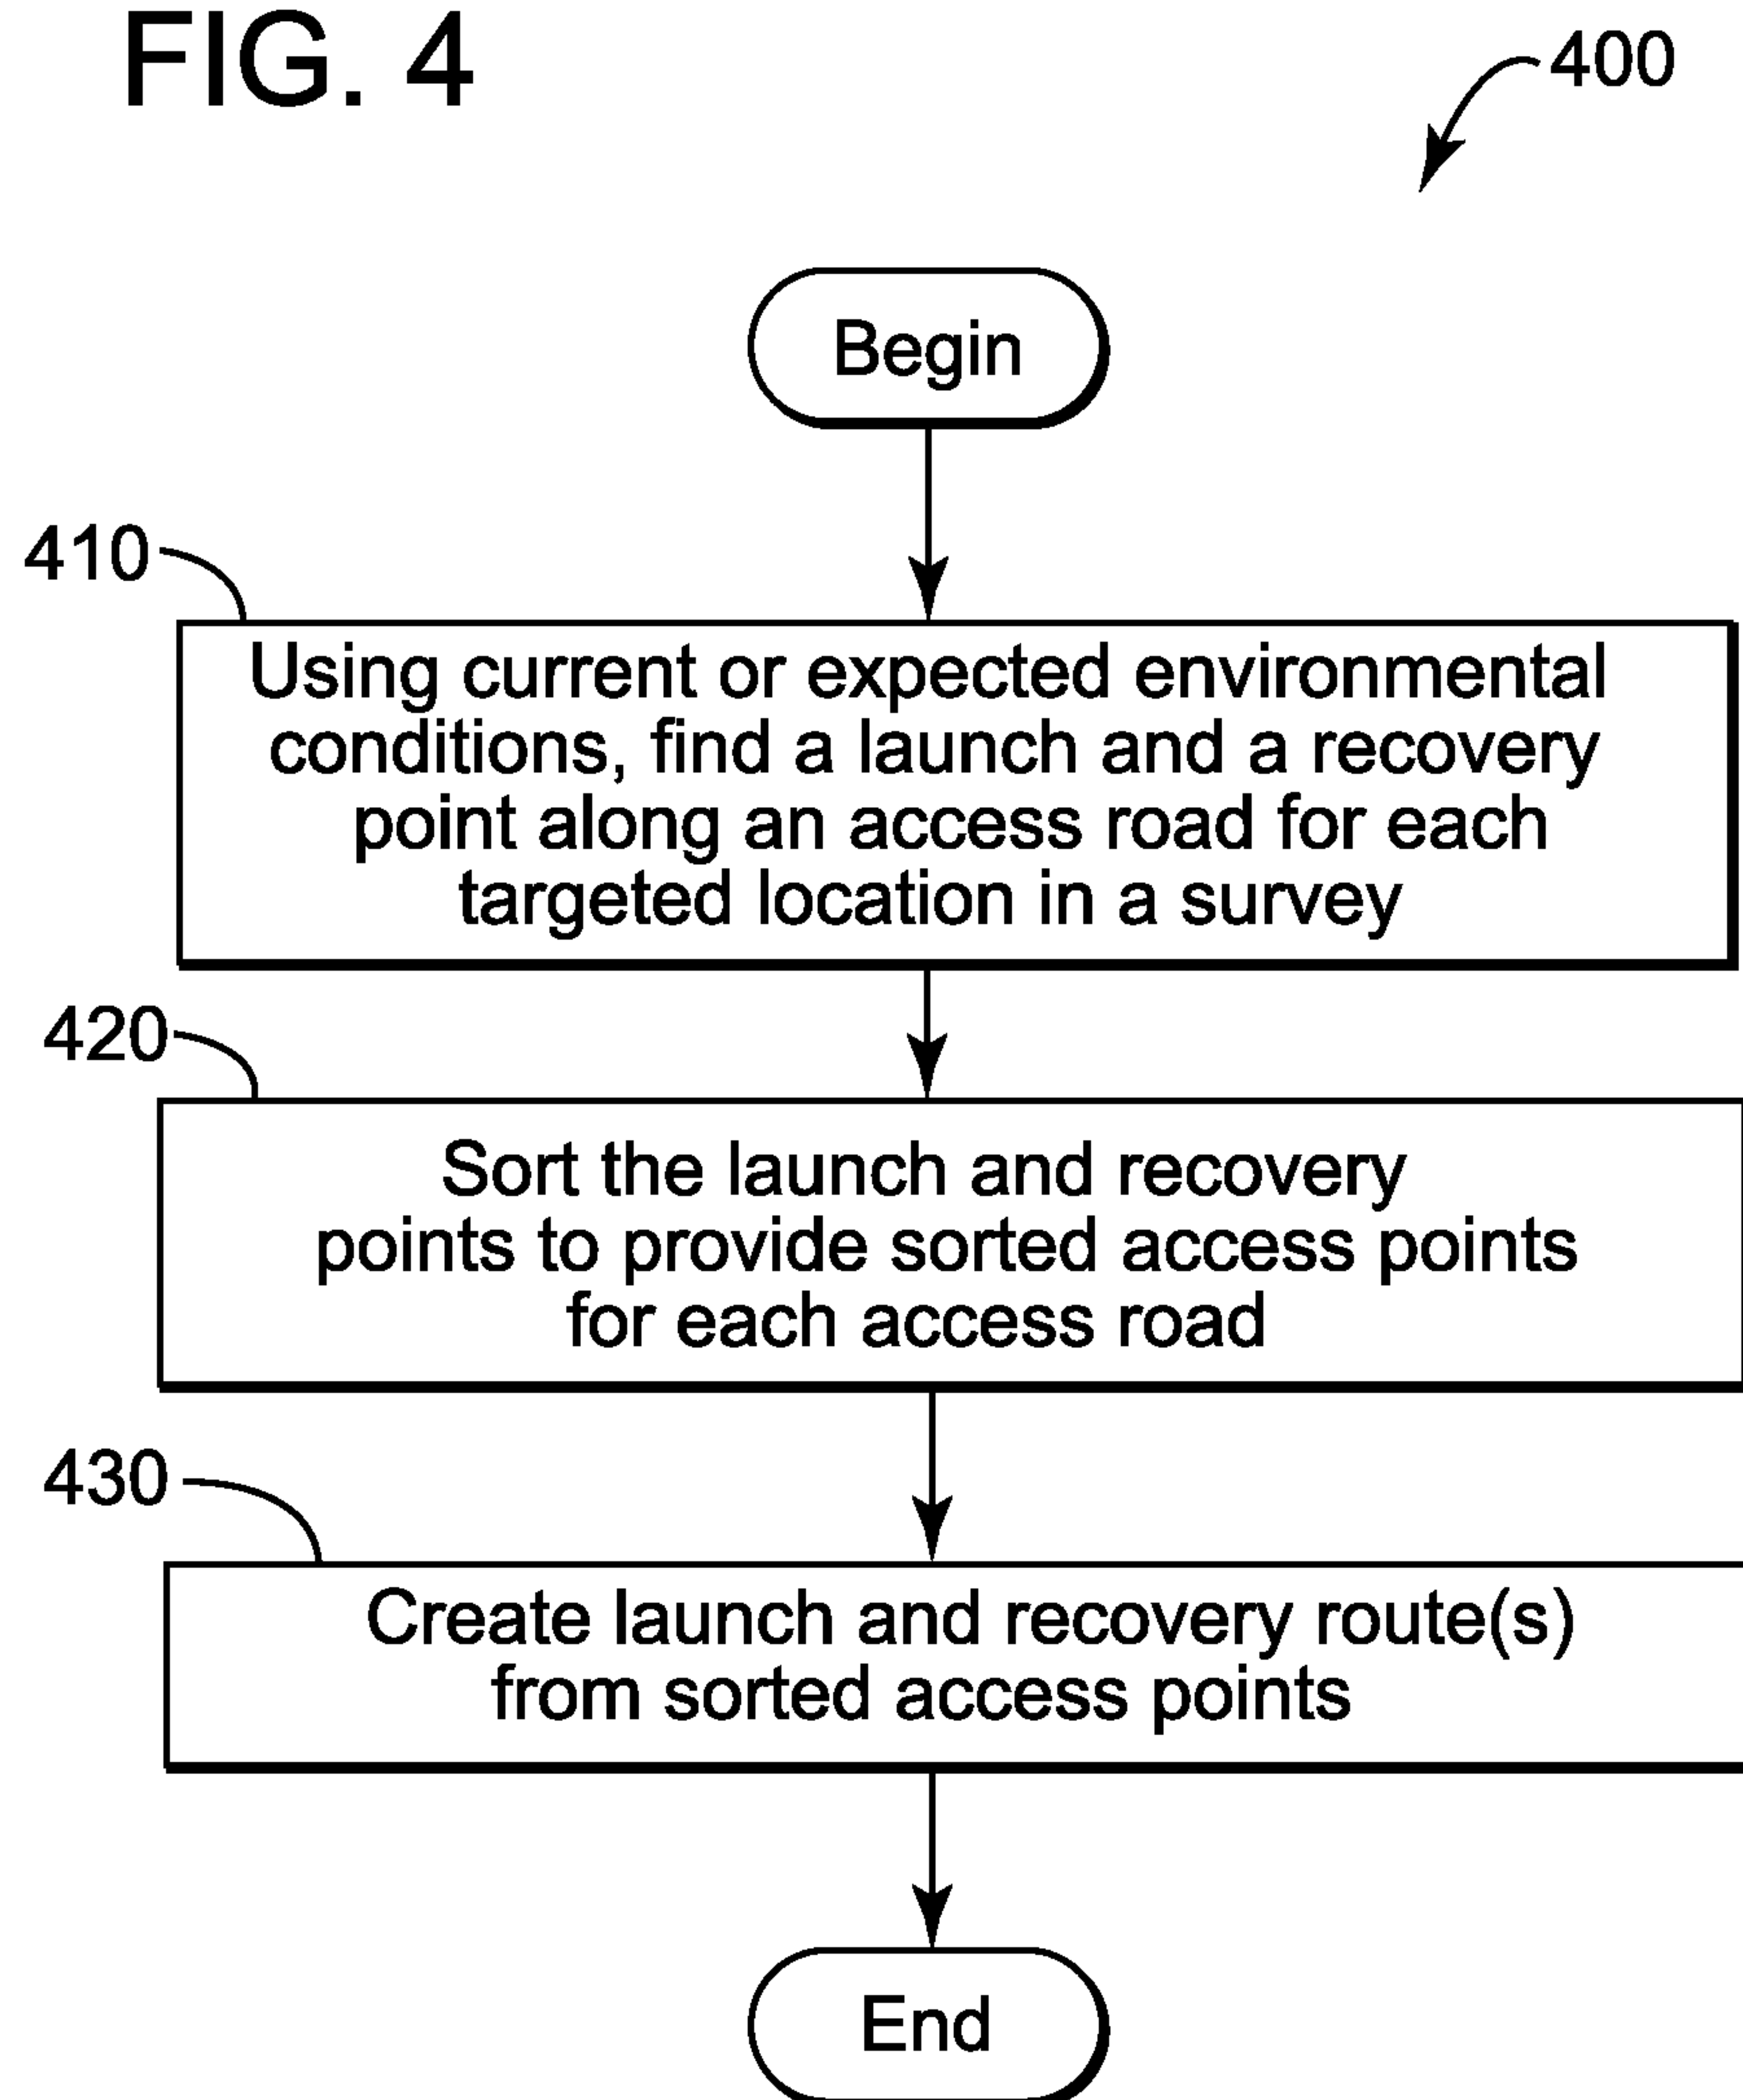 FIG. 4
400
Begin
410
Using current or expected environmental
conditions, find a launch and a recovery
point along an access road for each
targeted location in a survey
420
Sort the launch and recovery
points to provide sorted access points
for each access road
430
Create launch and recovery route(s)
from sorted access points
End